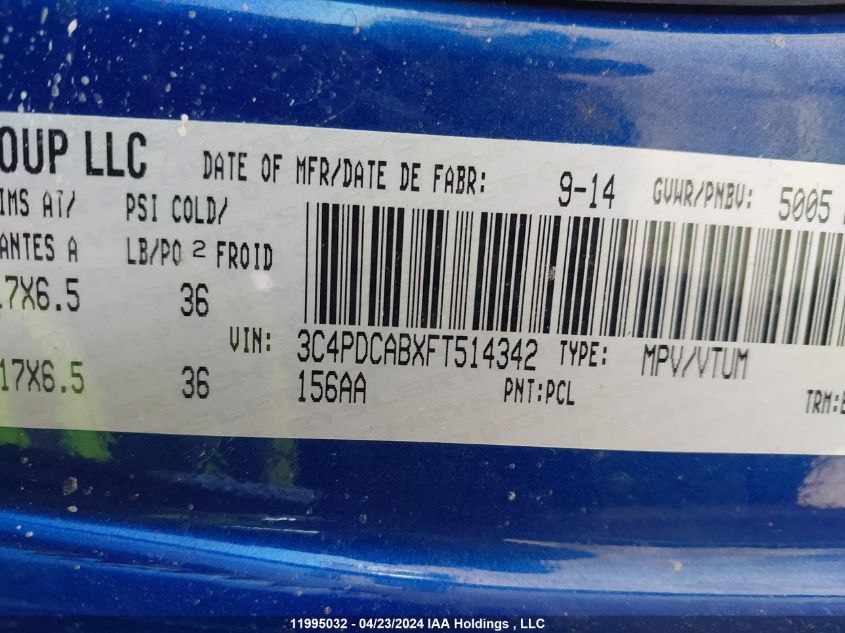 OUP LLC DATE OF MFR/DATE DE FABR: 9-14 GVWR/PNBV: 5005
IMS AT/ PSI COLD/
ANTES A LB/PO 2 FROID
.7X6.5 36
VIN: 3C4PDCABXFT514342 TYPE: MPV/VTUM
17X6.5 36 156AA PNT:PCL TRM:
11995032 - 04/23/2024 IAA Holdings , LLC